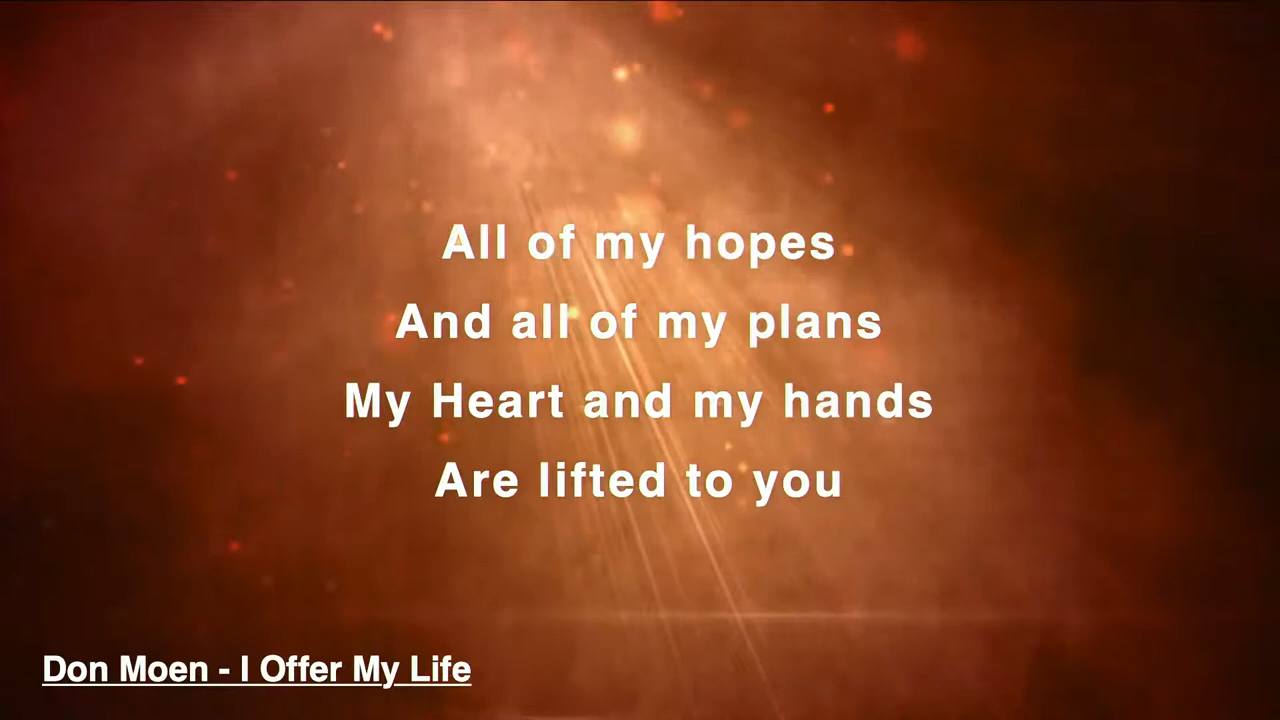 All of my hopes
And all of my plans
My Heart and my hands
Are lifted to you
Don Moen - I Offer My Life